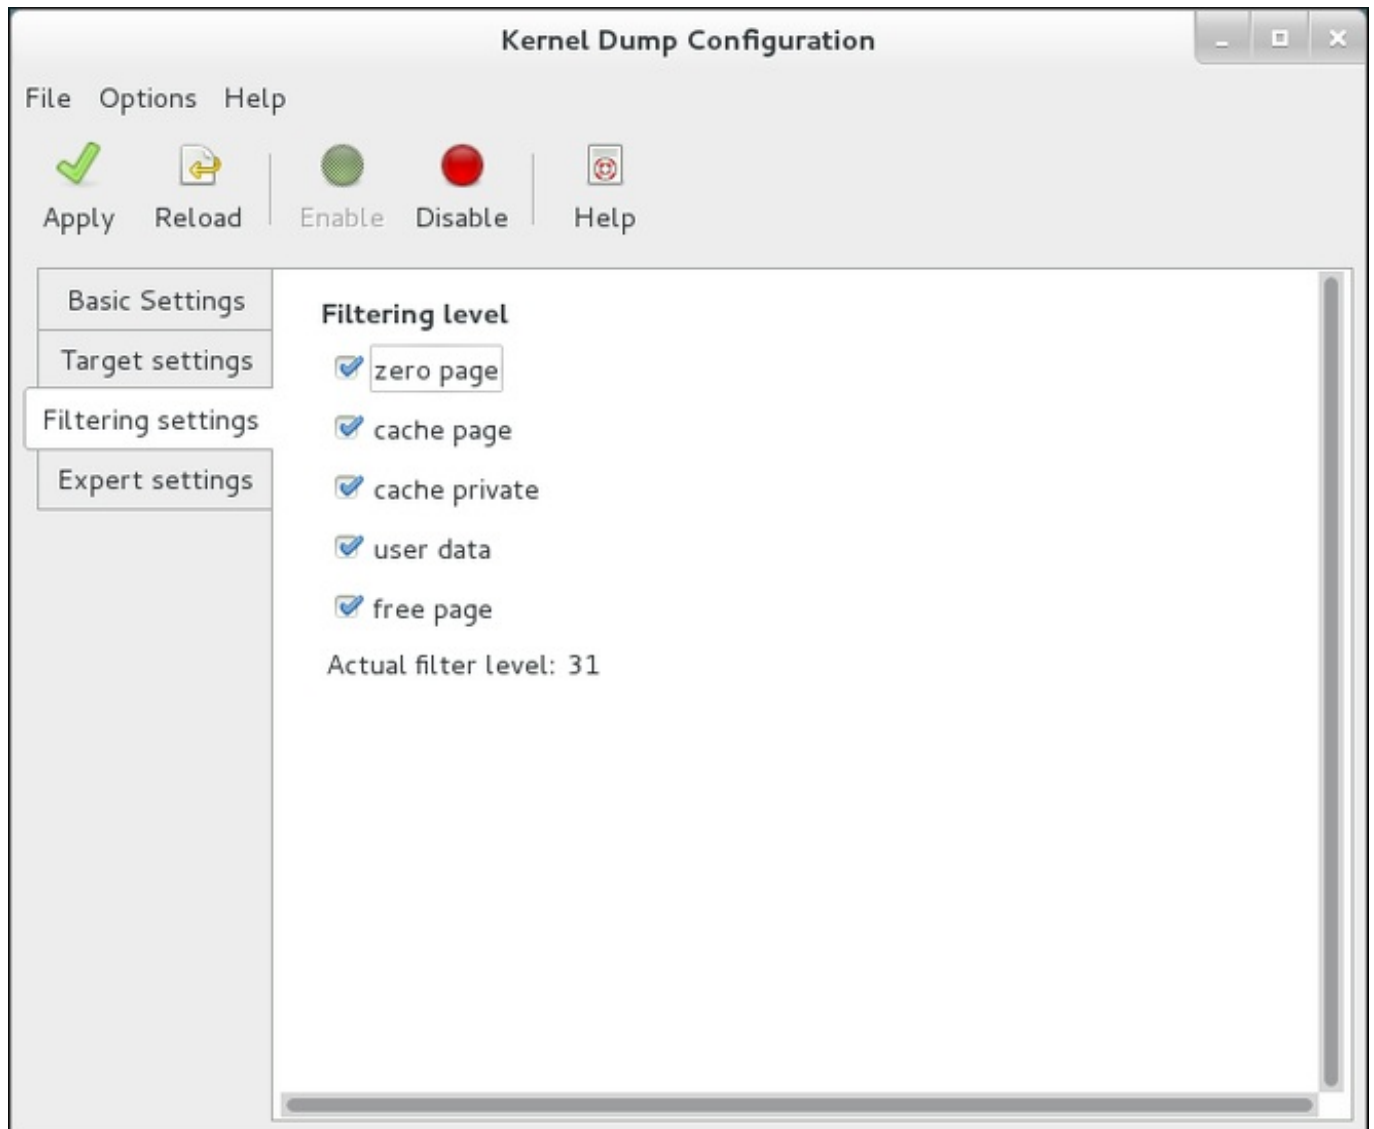 Kernel Dump Configuration
File Options Help
Apply Reload Enable Disable Help
Basic Settings
Target settings
Filtering settings
Expert settings
Filtering level
zero page
cache page
cache private
user data
free page
Actual filter level: 31